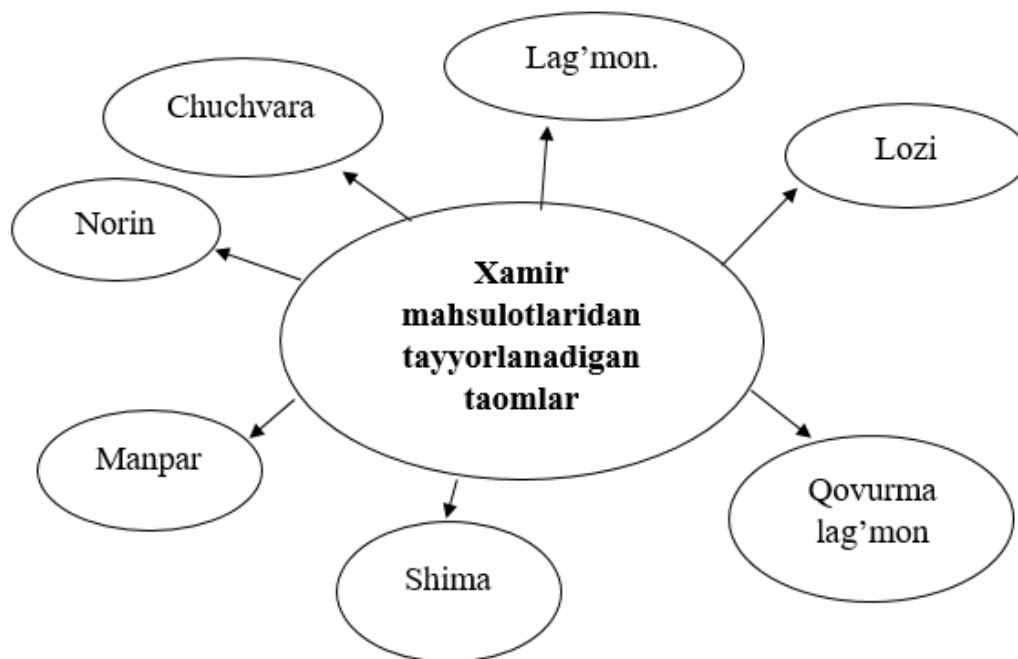 Lag’mon.
Chuchvara
Lozi
Norin
Xamir
mahsulotlaridan
tayyorlanadigan
taomlar
Manpar
Qovurma
lag’mon
Shima